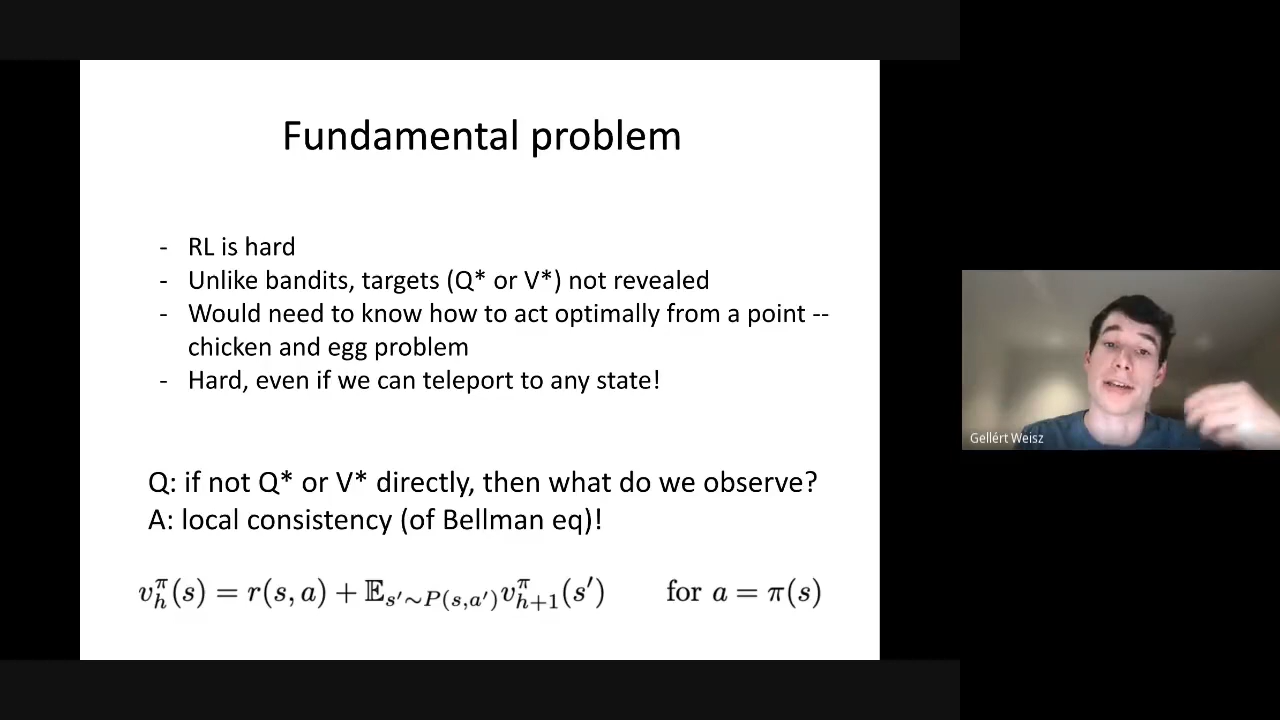 Fundamental problem
- RL is hard
- Unlike bandits, targets (Q* or V*) not revealed
- Would need to know how to act optimally from a point --
chicken and egg problem
- Hard, even if we can teleport to any state!
Q: if not Q* or V* directly, then what do we observe?
A: local consistency (of Bellman eq)!
v_h^π(s) = r(s, a) + 𝔼_{s′∼P(s,a′)} v_{h+1}^π(s′) for a = π(s)
Gellért Weisz